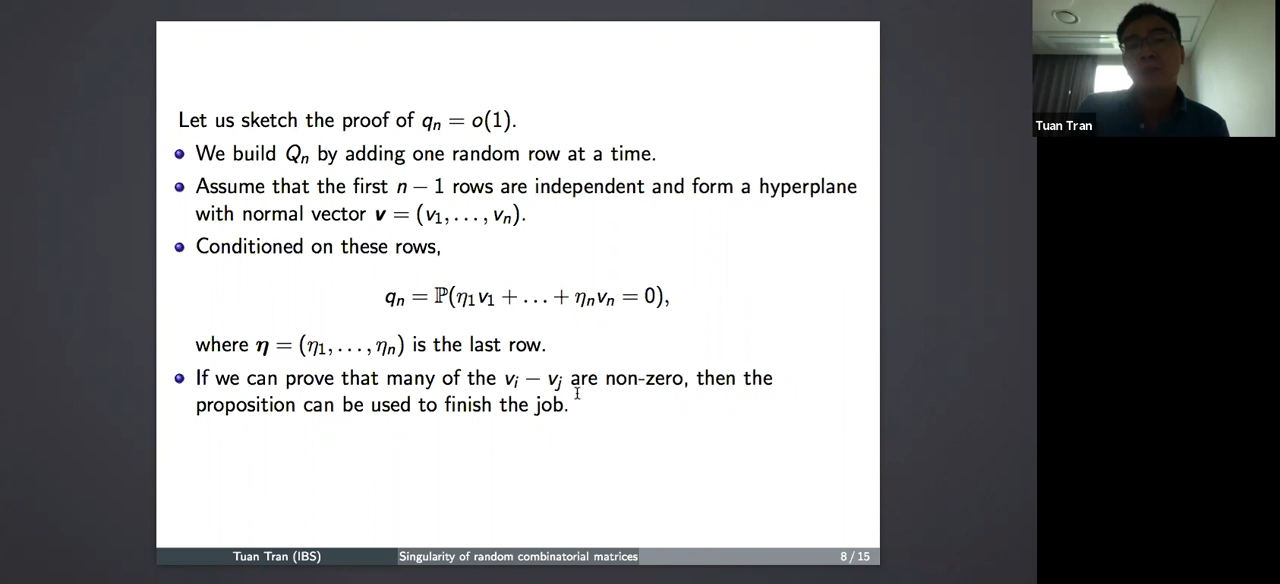 Let us sketch the proof of qₙ = o(1).
We build Qₙ by adding one random row at a time.
Assume that the first n − 1 rows are independent and form a hyperplane
with normal vector v = (v₁, . . . , vₙ).
Conditioned on these rows,
qₙ = ℙ(η₁v₁ + . . . + ηₙvₙ = 0),
where η = (η₁, . . . , ηₙ) is the last row.
If we can prove that many of the vᵢ − vⱼ are non-zero, then the
proposition can be used to finish the job.
Tuan Tran (IBS) Singularity of random combinatorial matrices 8 / 15
Tuan Tran